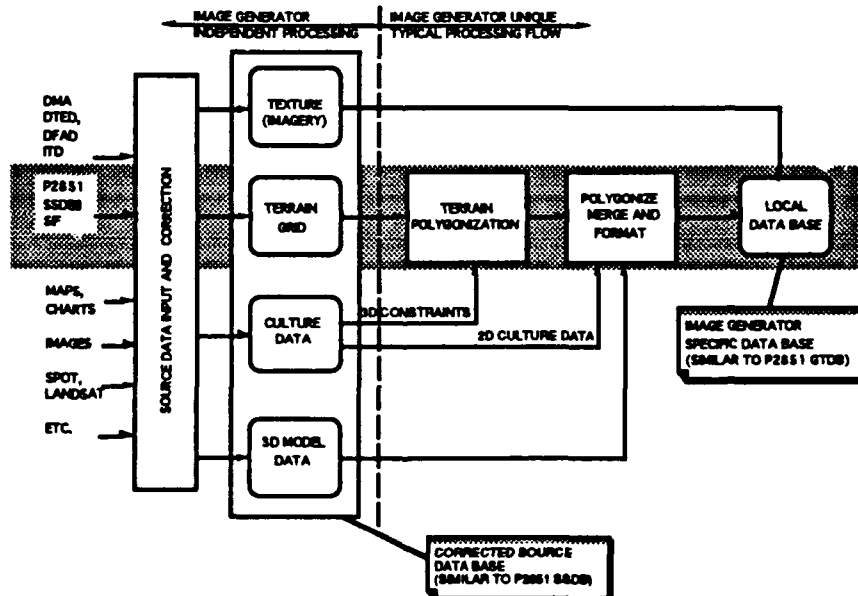 IMAGE GENERATOR
INDEPENDENT PROCESSING
IMAGE GENERATOR UNIQUE
TYPICAL PROCESSING FLOW
DMA
DTED,
DFAD
ITD
P2851
SSDB
SIF
MAPS,
CHARTS
IMAGES
SPOT,
LANDSAT
ETC.
SOURCE DATA INPUT AND CORRECTION
TEXTURE
(IMAGERY)
TERRAIN
GRID
CULTURE
DATA
3D MODEL
DATA
TERRAIN
POLYGONIZATION
POLYGONIZE
MERGE AND
FORMAT
LOCAL
DATA BASE
3D CONSTRAINTS
2D CULTURE DATA
IMAGE GENERATOR
SPECIFIC DATA BASE
(SIMILAR TO P2851 GTDB)
CORRECTED SOURCE
DATA BASE
(SIMILAR TO P2851 SSDB)